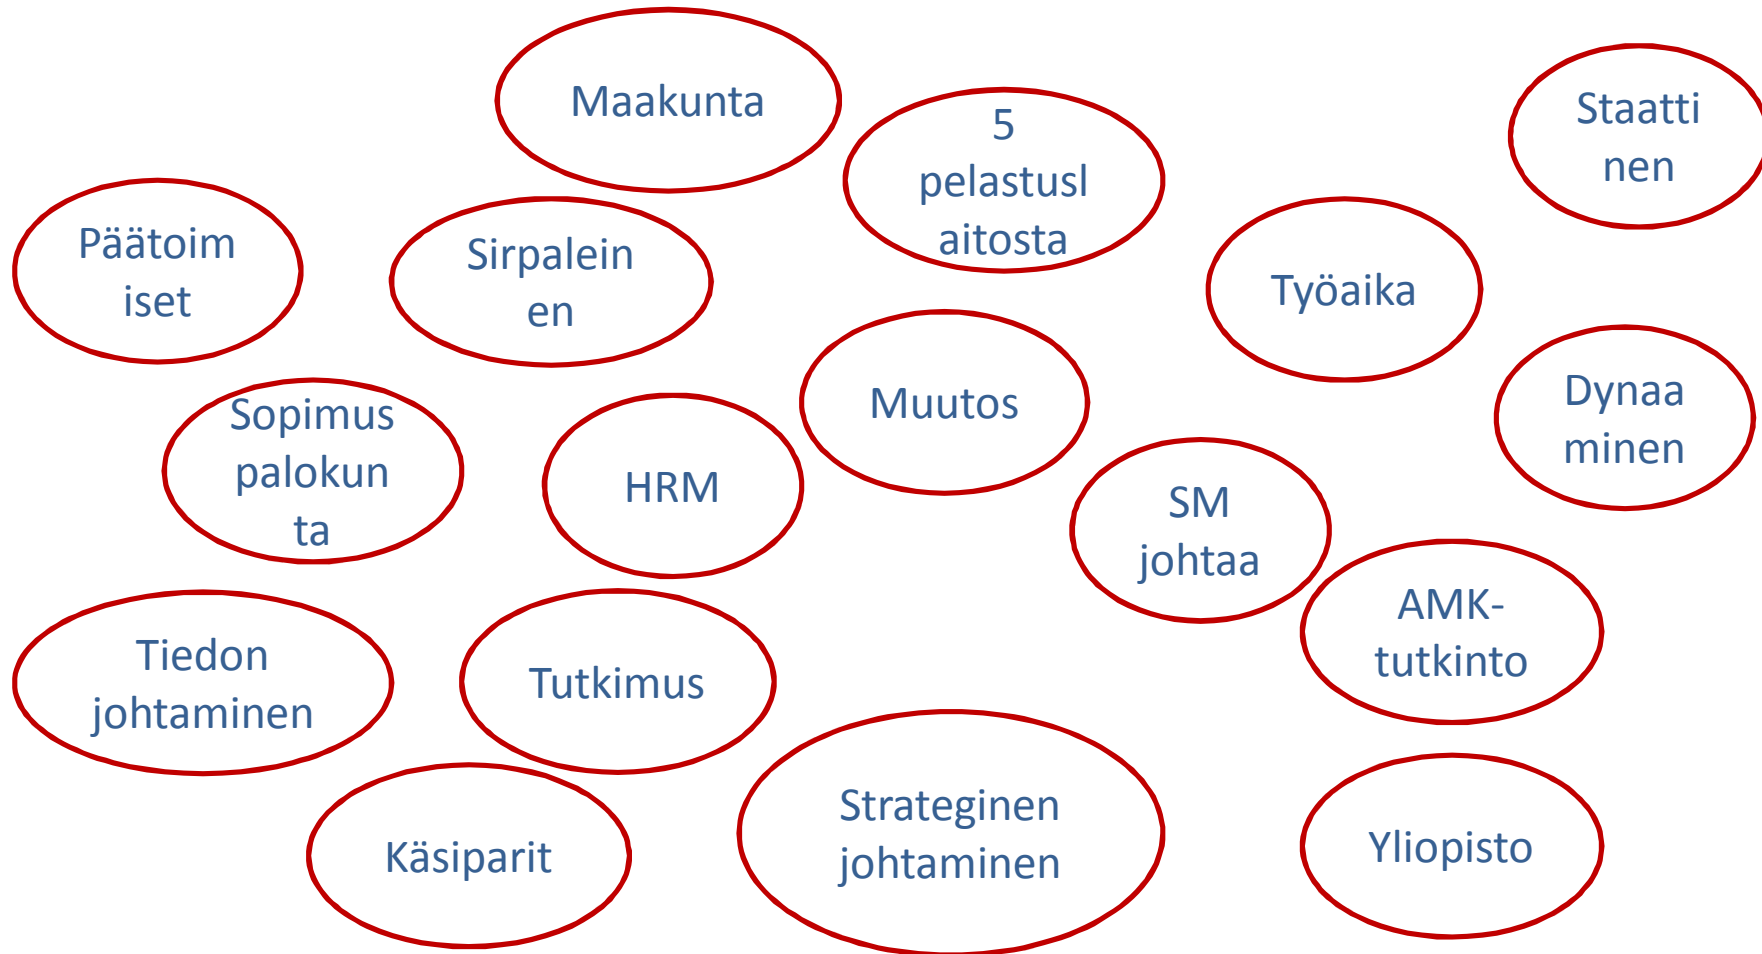 Maakunta
5
pelastusl
aitosta
Staatti
nen
Päätoim
iset
Sirpalein
en
Työaika
Muutos
Dynaa
minen
Sopimus
palokun
ta
HRM
SM
johtaa
AMK-
tutkinto
Tiedon
johtaminen
Tutkimus
Käsiparit
Strateginen
johtaminen
Yliopisto